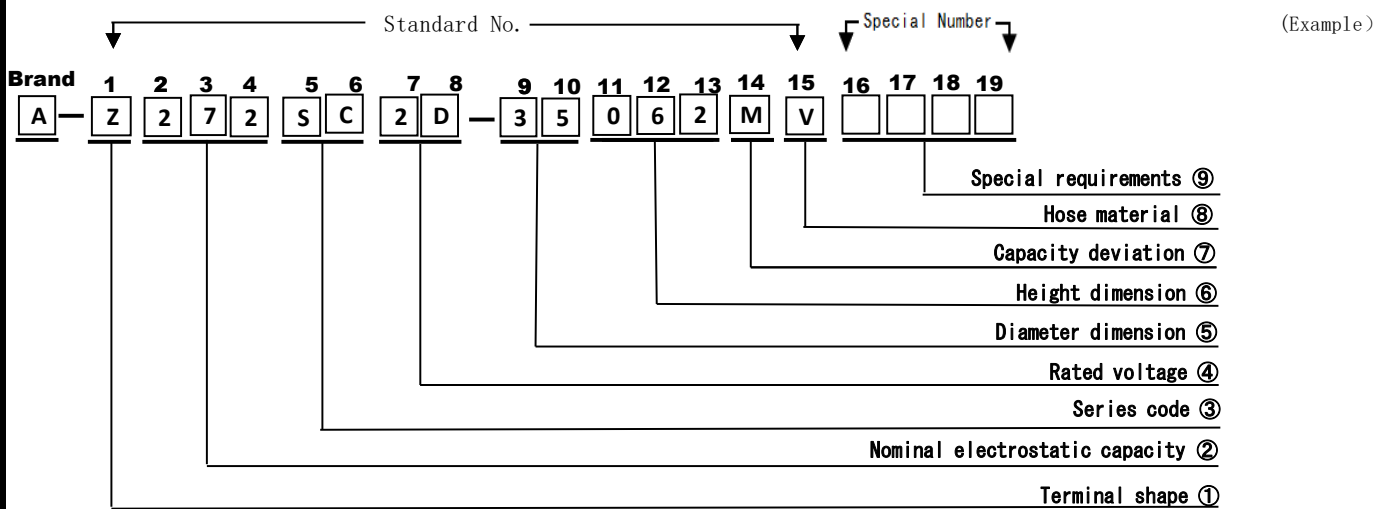 Standard No. Special Number (Example)
Brand 1 2 3 4 5 6 7 8 9 10 11 12 13 14 15 16 17 18 19
A — Z 2 7 2 S C 2 D — 3 5 0 6 2 M V
Special requirements ⑨
Hose material ⑧
Capacity deviation ⑦
Height dimension ⑥
Diameter dimension ⑤
Rated voltage ④
Series code ③
Nominal electrostatic capacity ②
Terminal shape ①